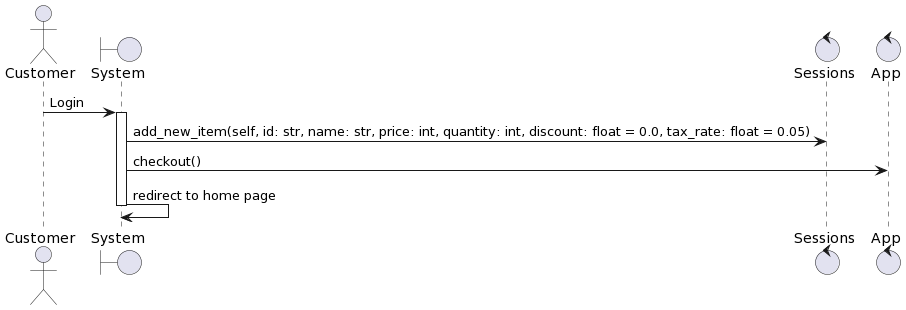 Customer
System
Sessions
App
Login
add_new_item(self, id: str, name: str, price: int, quantity: int, discount: float = 0.0, tax_rate: float = 0.05)
checkout()
redirect to home page
Customer
System
Sessions
App